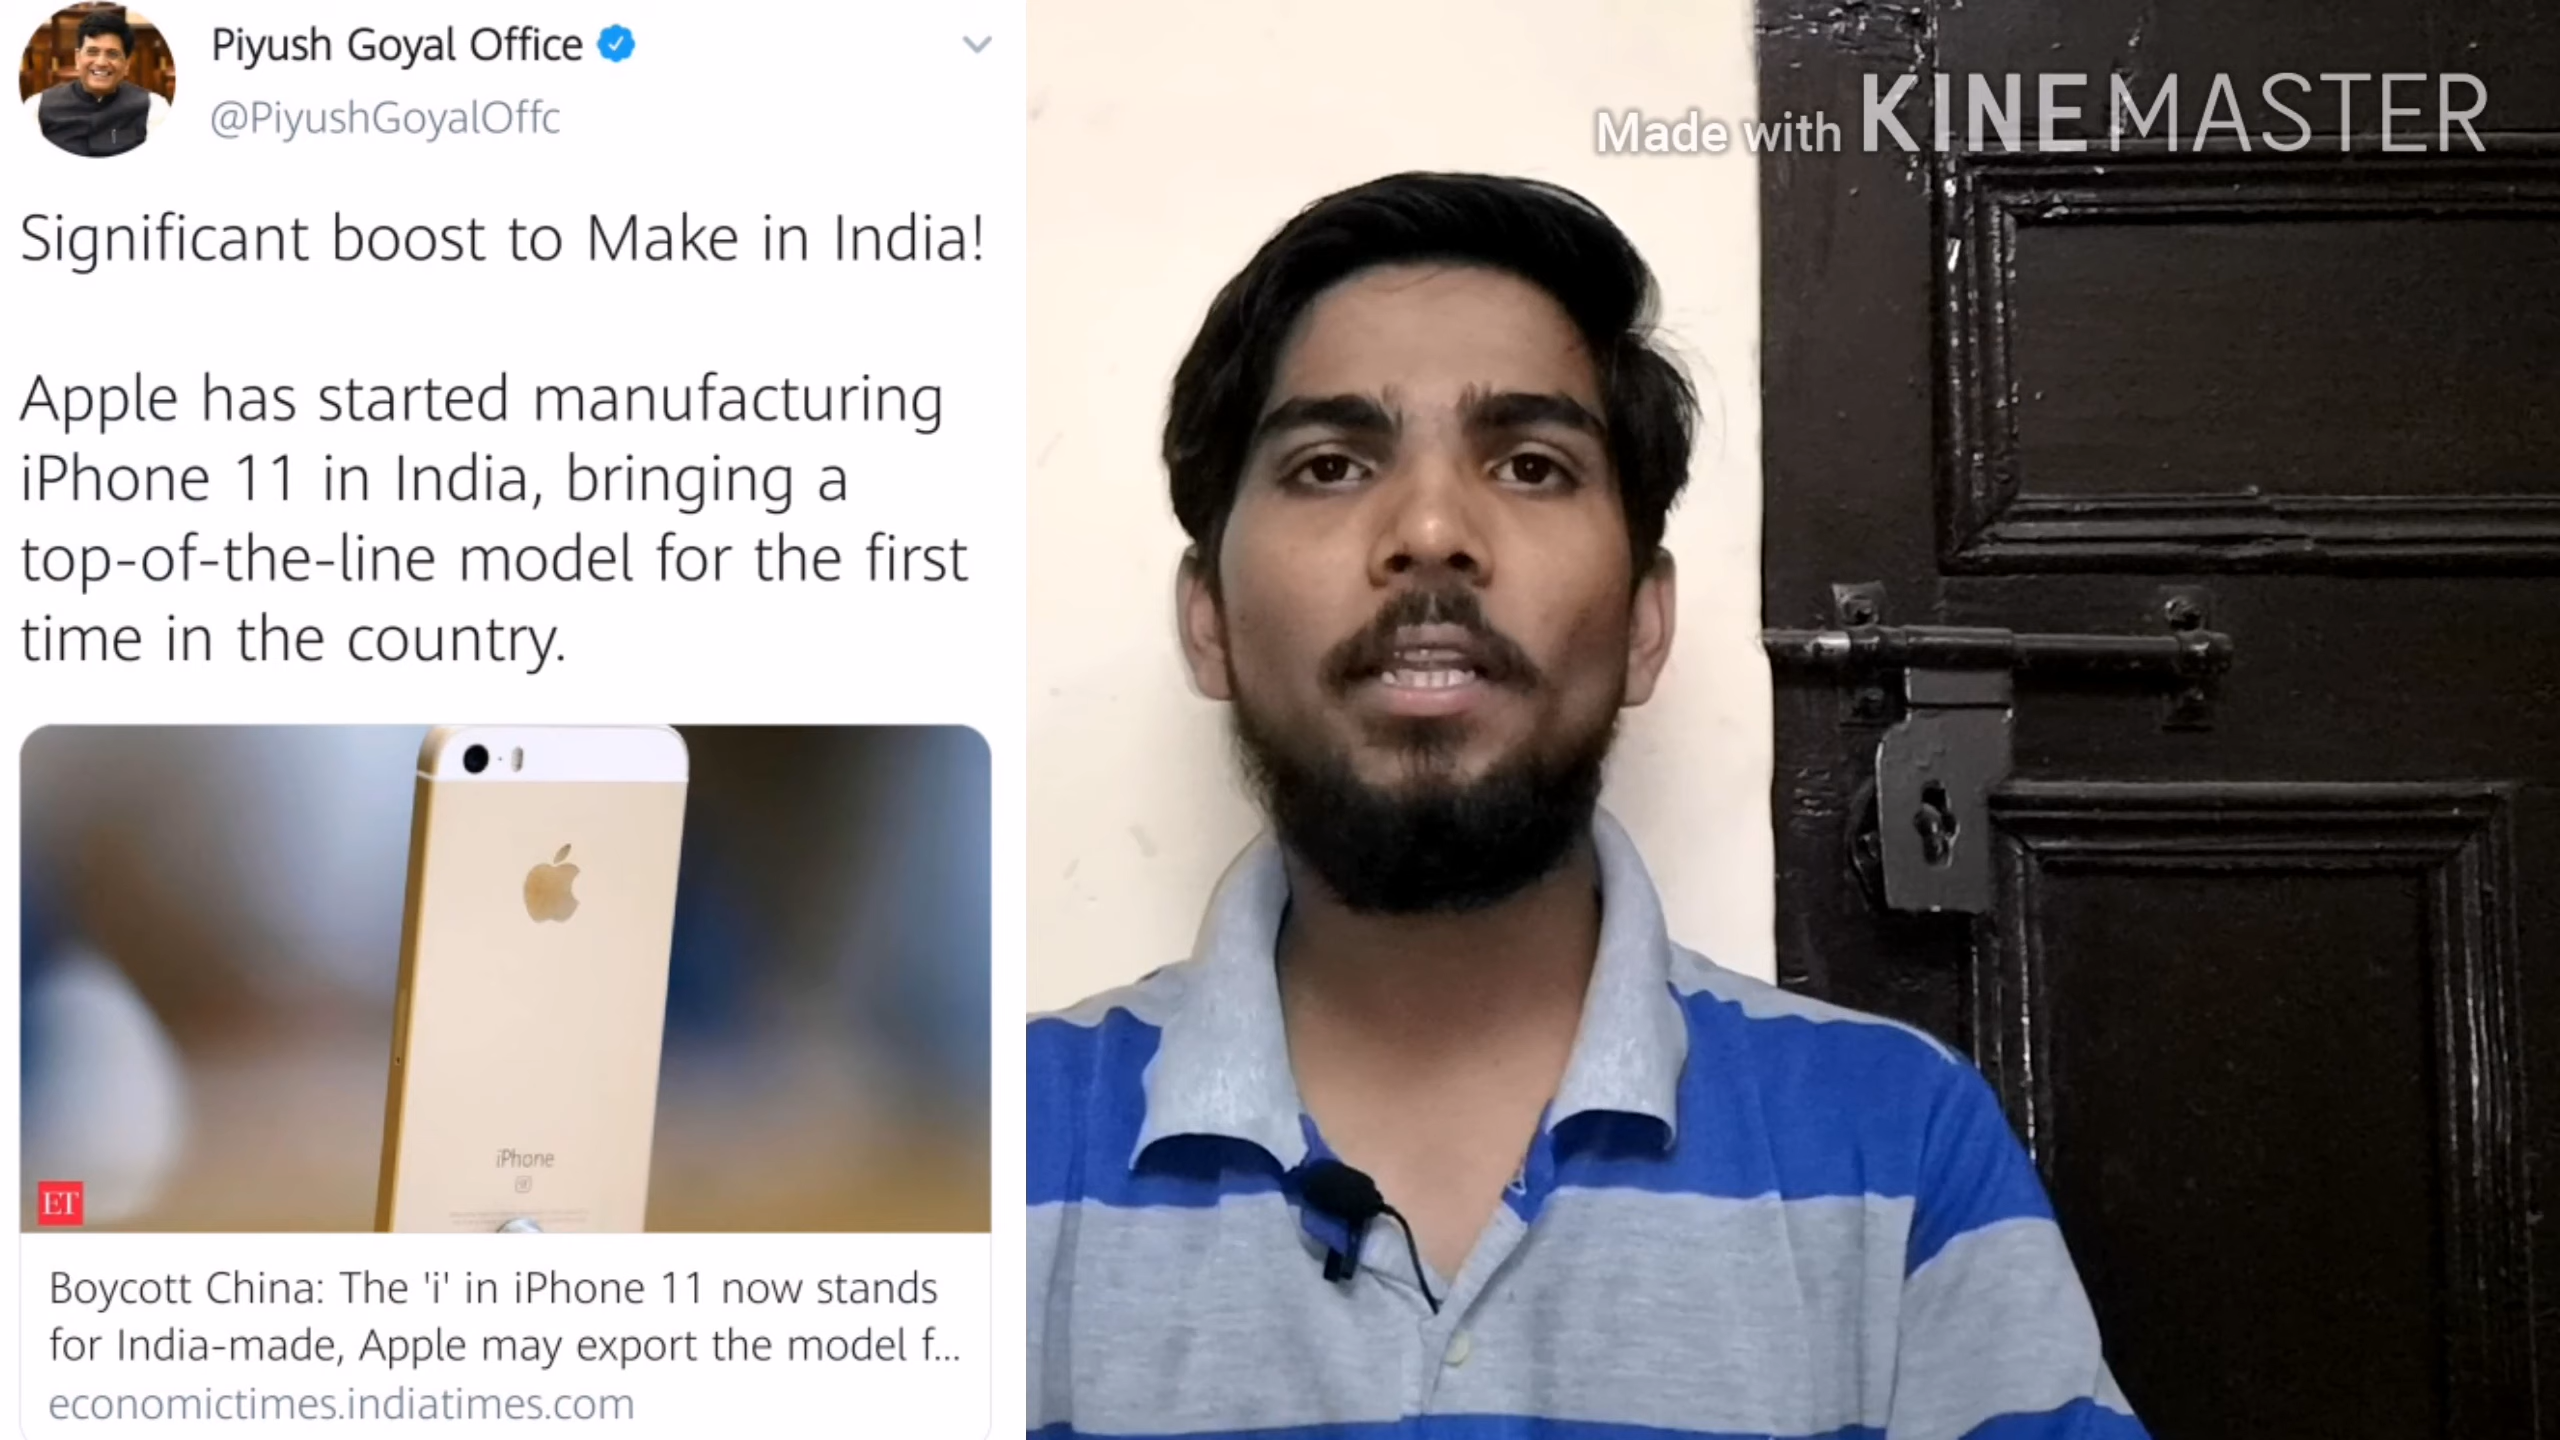 Piyush Goyal Office
@PiyushGoyalOffc
Significant boost to Make in India!
Apple has started manufacturing
iPhone 11 in India, bringing a
top-of-the-line model for the first
time in the country.
iPhone
ET
Boycott China: The 'i' in iPhone 11 now stands
for India-made, Apple may export the model f...
economictimes.indiatimes.com
Made with KINEMASTER